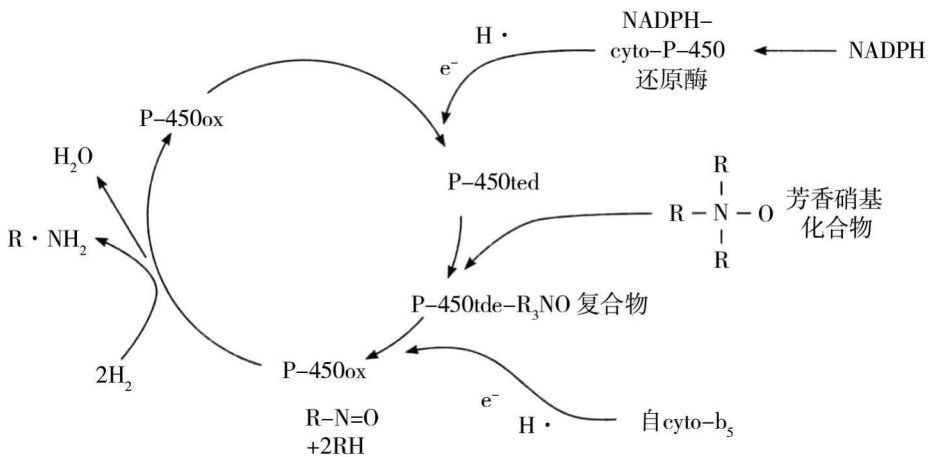 H·
e⁻
NADPH–
cyto–P–450
还原酶
NADPH
P–450ox
H₂O
R·NH₂
2H₂
P–450ted
R
R–N–O
R
芳香硝基
化合物
P–450tde–R₃NO 复合物
P–450ox
R–N=O
+2RH
e⁻
H·
自cyto–b₅